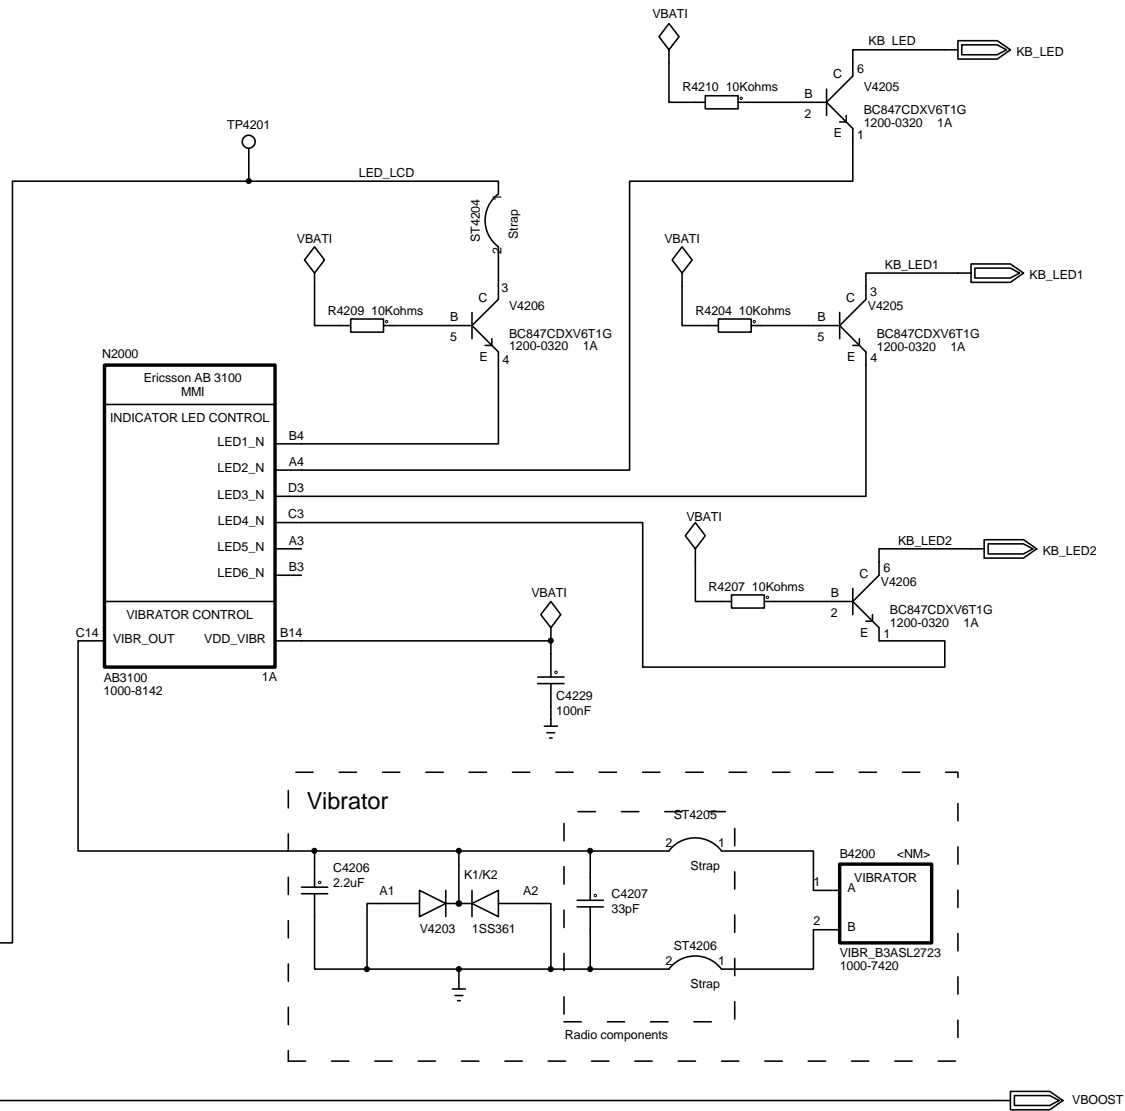 VBATI
KB_LED
KB_LED
R4210 10Kohms
B
2
C
6
V4205
BC847CDXV6T1G
1200-0320 1A
E
1
TP4201
LED_LCD
1
ST4204
Strap
2
VBATI
R4209 10Kohms
B
5
C
3
V4206
BC847CDXV6T1G
1200-0320 1A
E
4
VBATI
KB_LED1
KB_LED1
R4204 10Kohms
B
5
C
3
V4205
BC847CDXV6T1G
1200-0320 1A
E
4
N2000
Ericsson AB 3100
MMI
INDICATOR LED CONTROL
LED1_N B4
LED2_N A4
LED3_N D3
LED4_N C3
LED5_N A3
LED6_N B3
VIBRATOR CONTROL
C14 VIBR_OUT VDD_VIBR B14
AB3100 1A
1000-8142
VBATI
KB_LED2
KB_LED2
R4207 10Kohms
B
2
C
6
V4206
BC847CDXV6T1G
1200-0320 1A
E
1
VBATI
C4229
100nF
Vibrator
C4206
2.2uF
A1
K1/K2
A2
V4203
1SS361
C4207
33pF
ST4205
2 1
Strap
ST4206
2 1
Strap
Radio components
B4200 <NM>
VIBRATOR
1 A
2 B
VIBR_B3ASL2723
1000-7420
VBOOST